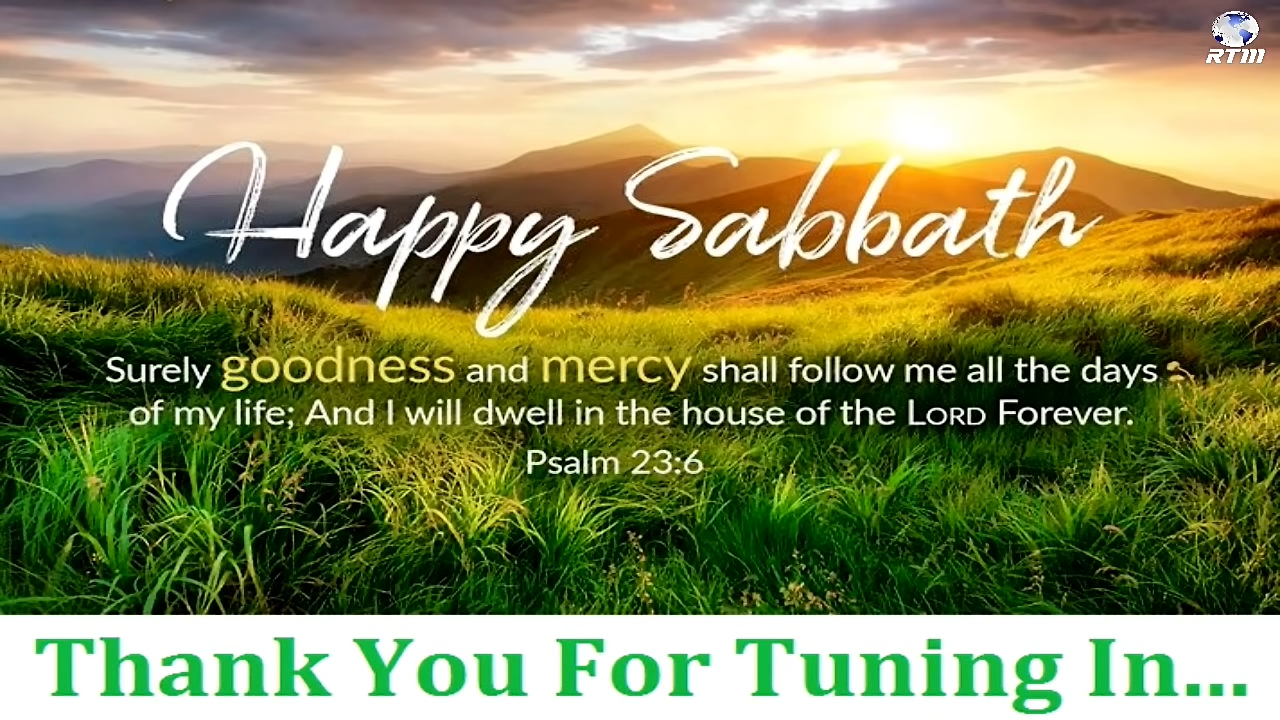 RTM
Happy Sabbath
Surely goodness and mercy shall follow me all the days
of my life; And I will dwell in the house of the LORD Forever.
Psalm 23:6
Thank You For Tuning In...